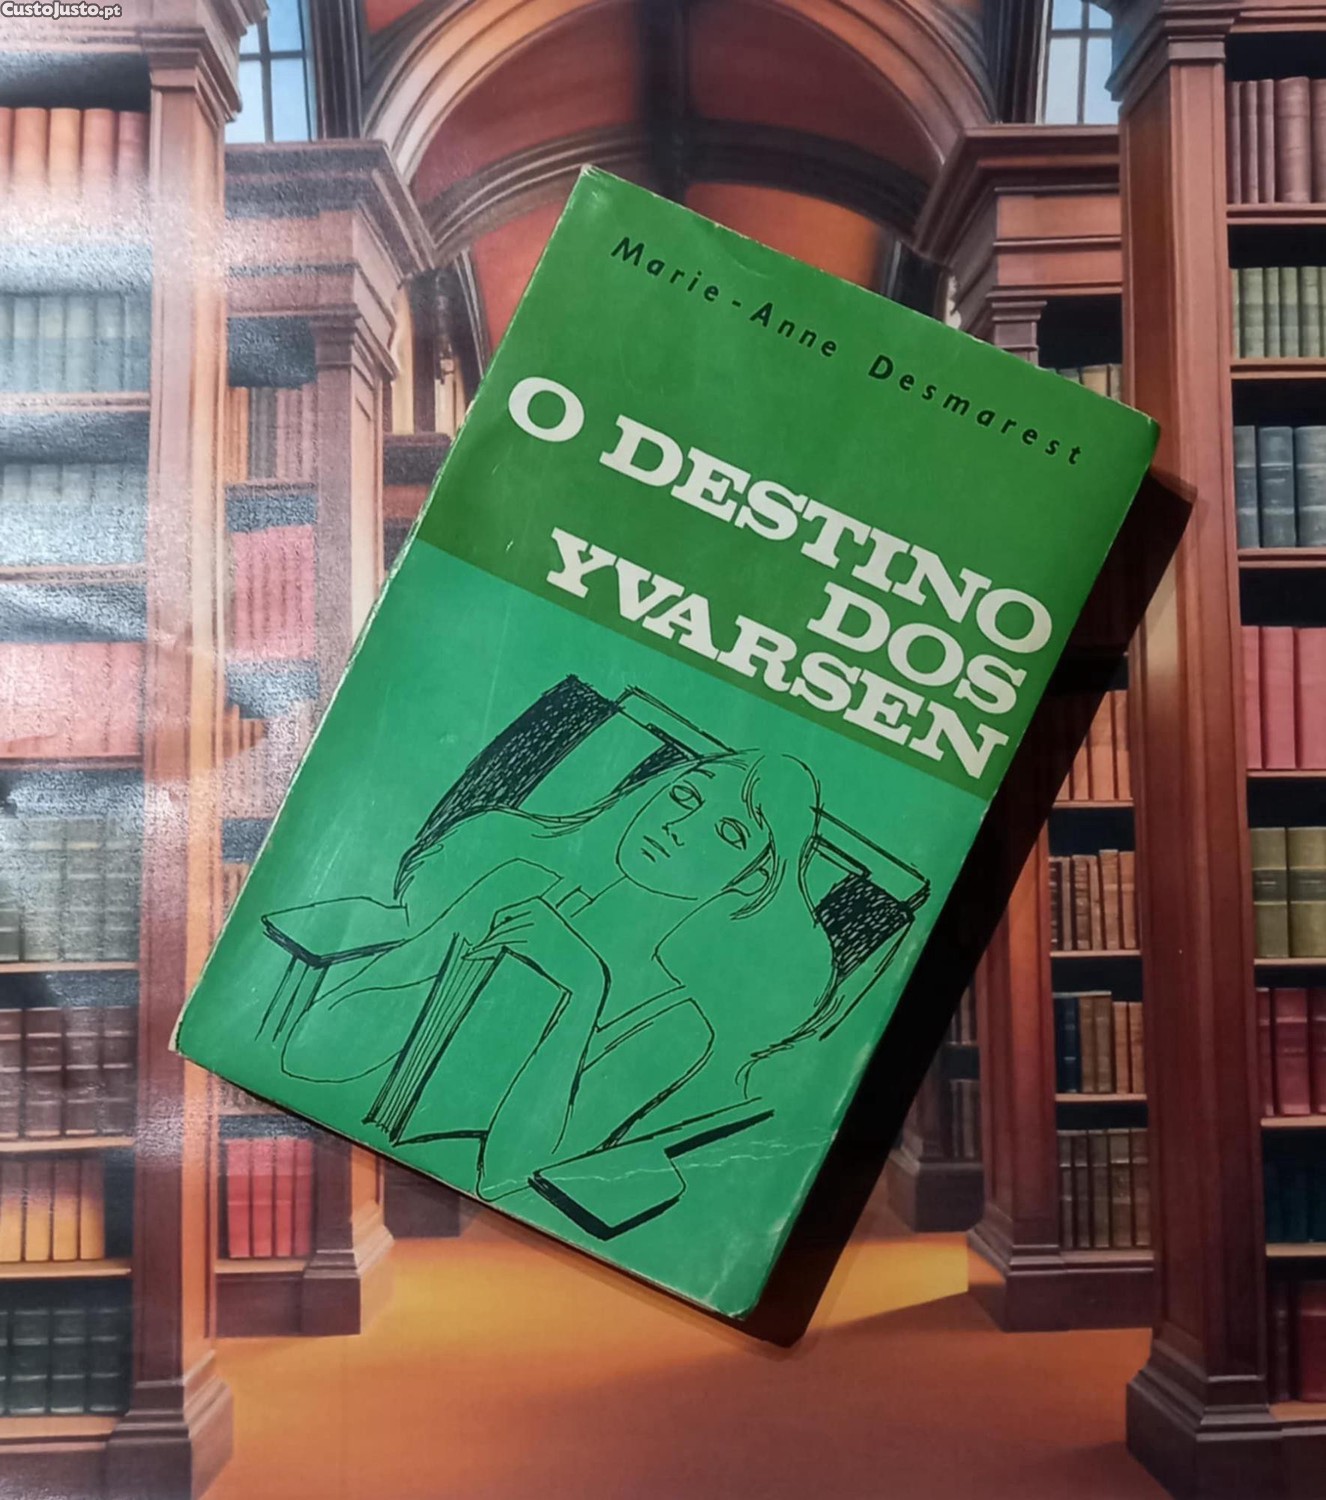 CustoJusto.pt
Marie-Anne Desmarest
O DESTINO
DOS
YVARSEN